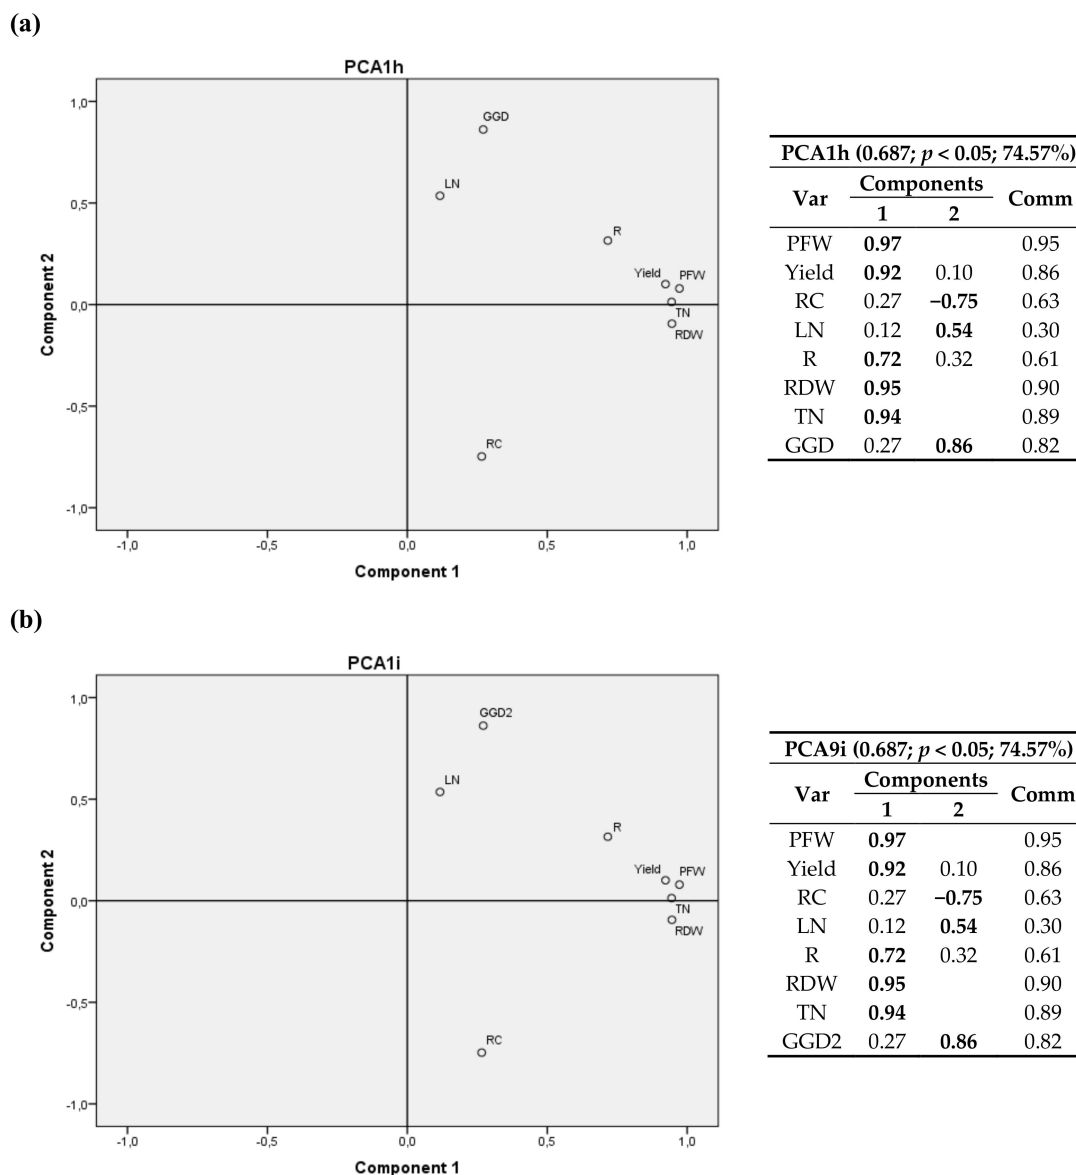 (a)
PCA1h
1,0
0,5
0,0
-0,5
-1,0
Component 2
GGD
LN
R
Yield PFW
TN
RDW
RC
-1,0 -0,5 0,0 0,5 1,0
Component 1
PCA1h (0.687; p < 0.05; 74.57%)
Var Components Comm
1 2
PFW 0.97 0.95
Yield 0.92 0.10 0.86
RC 0.27 −0.75 0.63
LN 0.12 0.54 0.30
R 0.72 0.32 0.61
RDW 0.95 0.90
TN 0.94 0.89
GGD 0.27 0.86 0.82
(b)
PCA1i
1,0
0,5
0,0
-0,5
-1,0
Component 2
GGD2
LN
R
Yield PFW
TN
RDW
RC
-1,0 -0,5 0,0 0,5 1,0
Component 1
PCA9i (0.687; p < 0.05; 74.57%)
Var Components Comm
1 2
PFW 0.97 0.95
Yield 0.92 0.10 0.86
RC 0.27 −0.75 0.63
LN 0.12 0.54 0.30
R 0.72 0.32 0.61
RDW 0.95 0.90
TN 0.94 0.89
GGD2 0.27 0.86 0.82